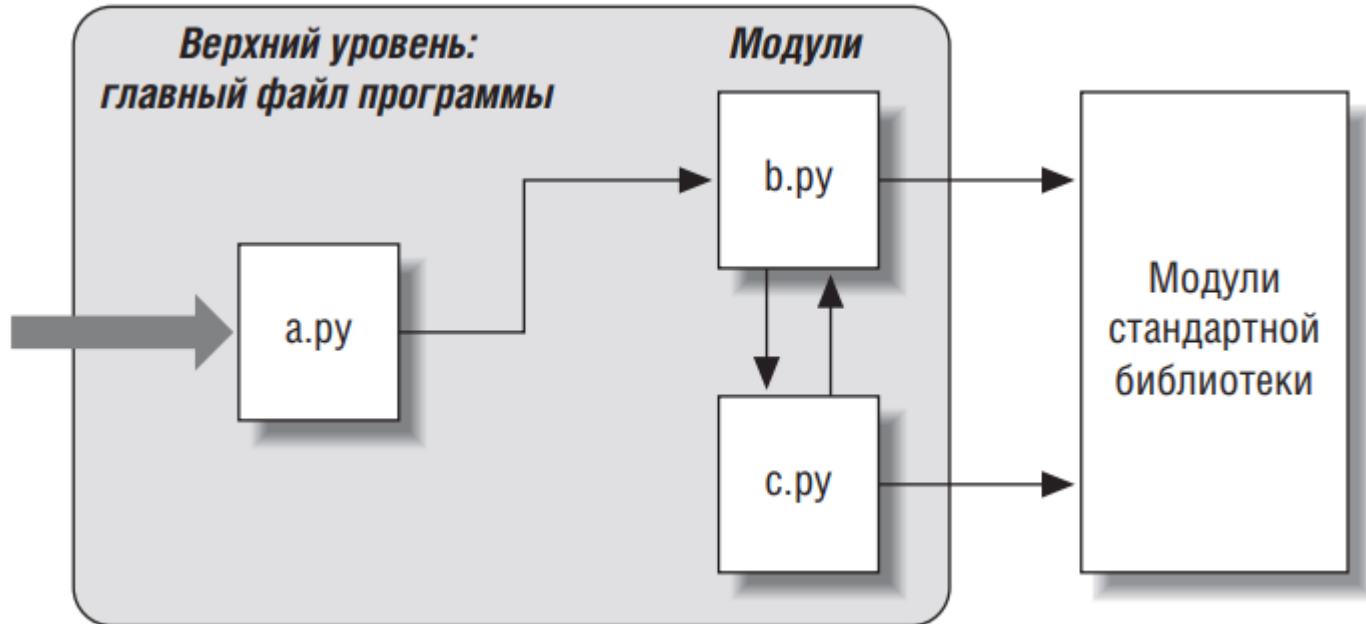 Верхний уровень:
главный файл программы
Модули
b.py
a.py
c.py
Модули
стандартной
библиотеки